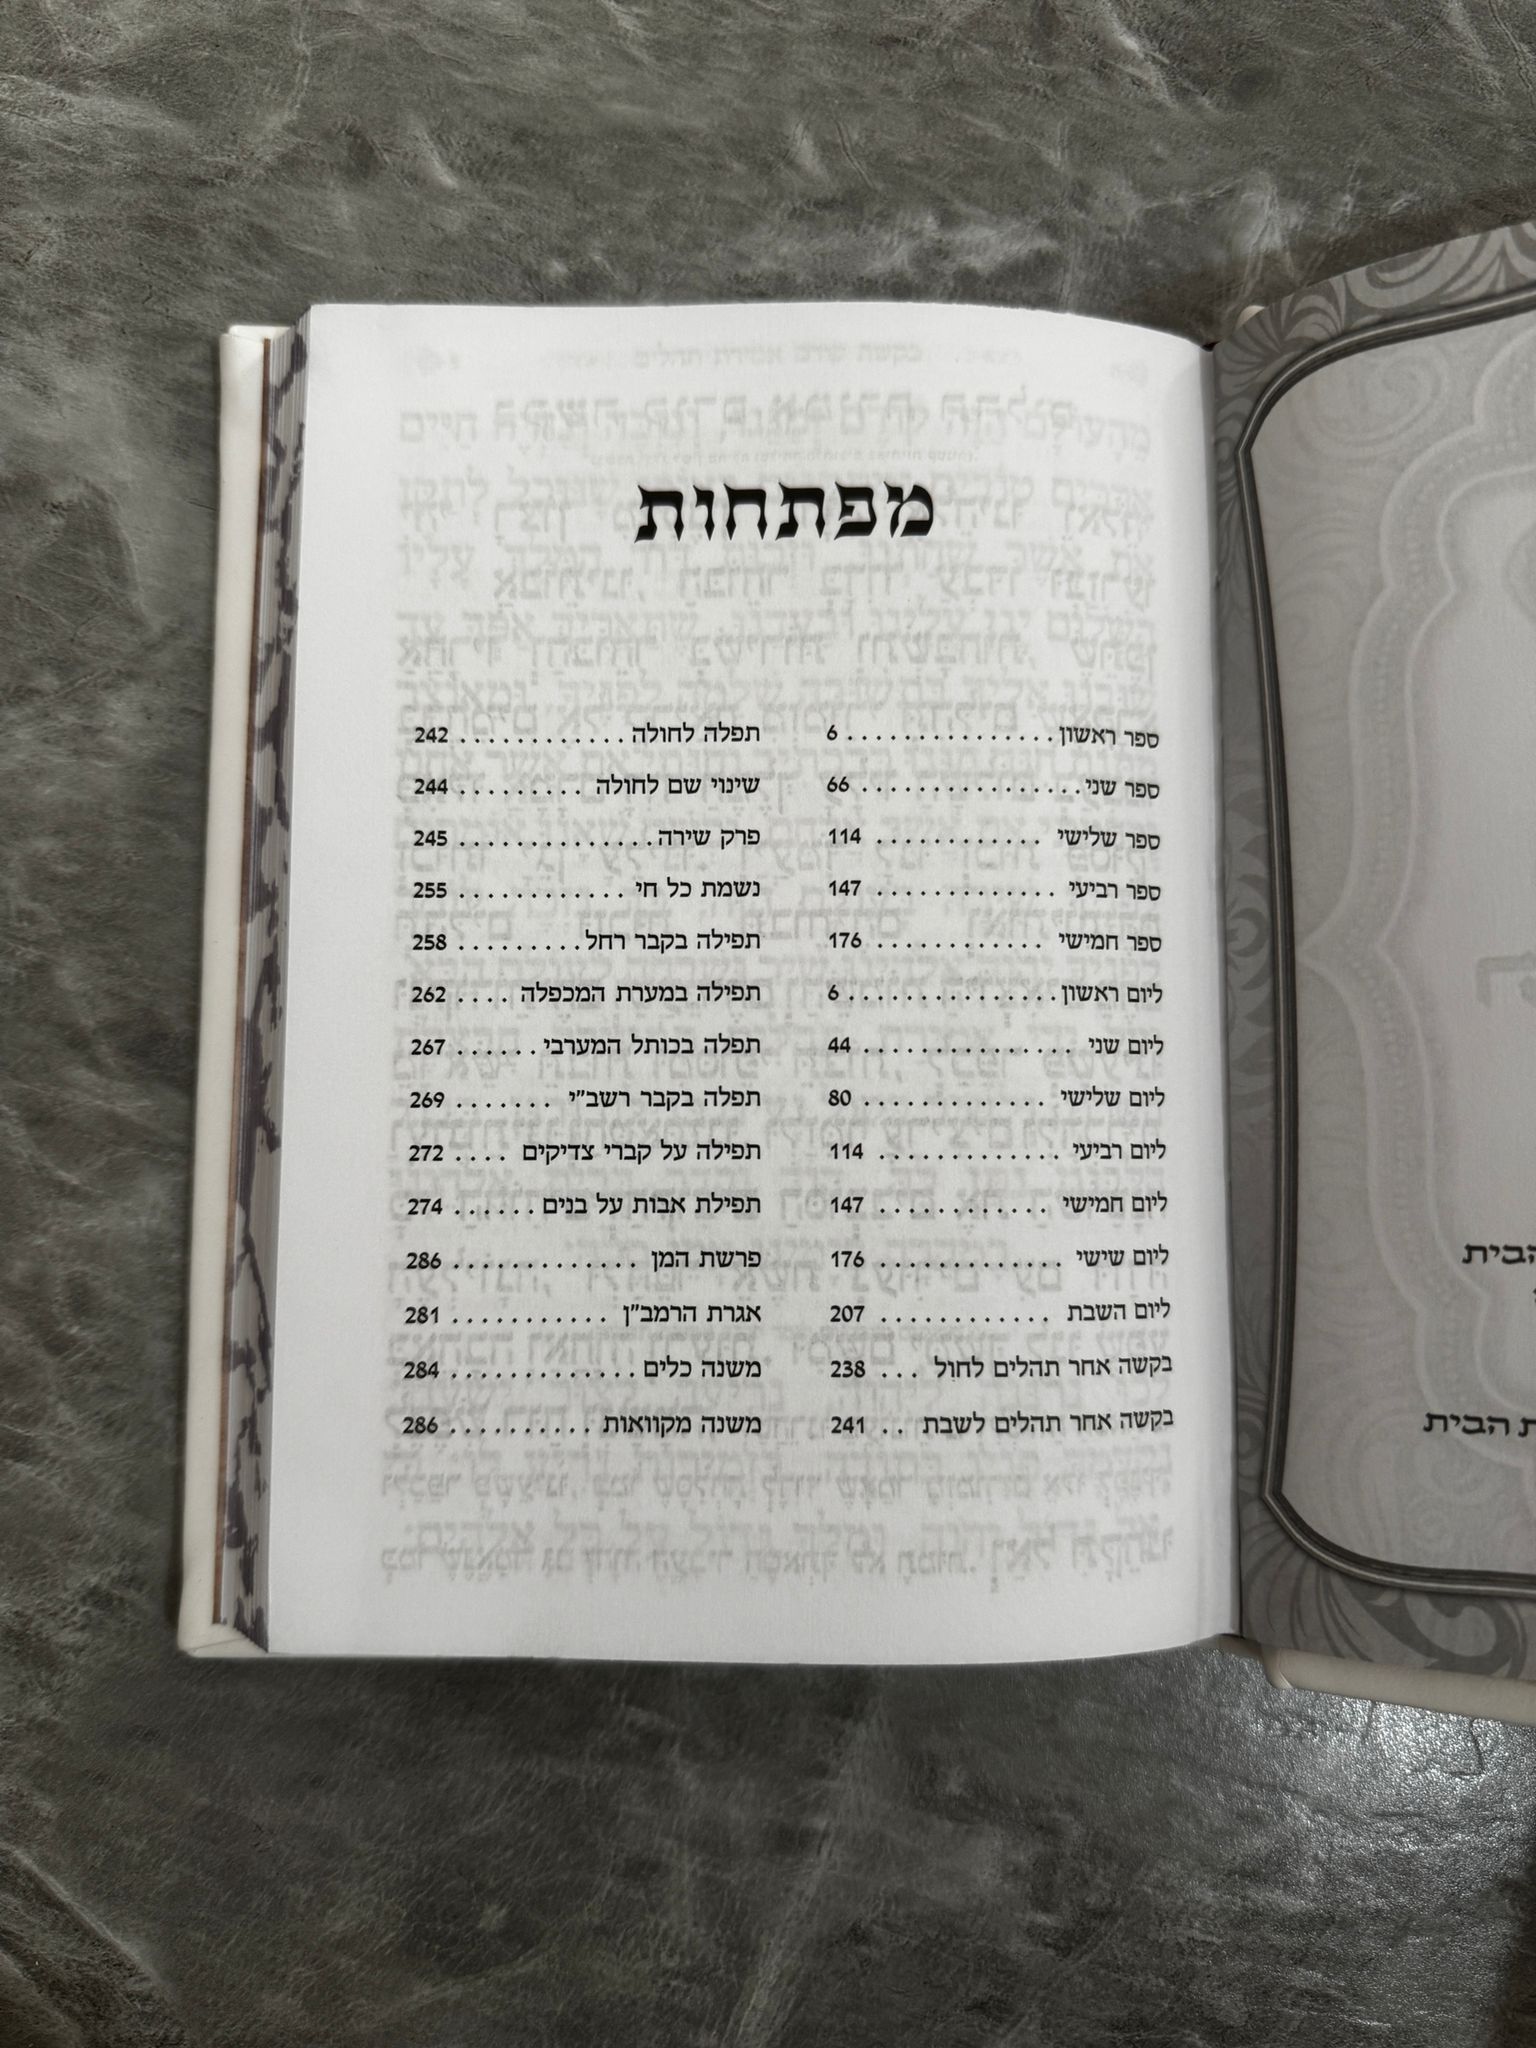 מפתחות
ספר ראשון . . . . . . . . . . . . . . . 6
ספר שני . . . . . . . . . . . . . . . . 66
ספר שלישי . . . . . . . . . . . . 114
ספר רביעי . . . . . . . . . . . . . 147
ספר חמישי . . . . . . . . . . . . 176
ליום ראשון . . . . . . . . . . . . . . . 6
ליום שני . . . . . . . . . . . . . . . 44
ליום שלישי . . . . . . . . . . . . . 80
ליום רביעי . . . . . . . . . . . . . 114
ליום חמישי . . . . . . . . . . . . 147
ליום שישי . . . . . . . . . . . . . 176
ליום השבת . . . . . . . . . . . . 207
בקשה אחר תהלים לחול . . . 238
בקשה אחר תהלים לשבת . . 241
תפלה לחולה . . . . . . . . . . . . 242
שינוי שם לחולה . . . . . . . . . 244
פרק שירה . . . . . . . . . . . . . . 245
נשמת כל חי . . . . . . . . . . . . 255
תפילה בקבר רחל . . . . . . . . . 258
תפילה במערת המכפלה . . . . 262
תפלה בכותל המערבי . . . . . . 267
תפלה בקבר רשב"י . . . . . . . 269
תפילה על קברי צדיקים . . . . 272
תפילת אבות על בנים . . . . . . 274
פרשת המן . . . . . . . . . . . . . 286
אגרת הרמב"ן . . . . . . . . . . . 281
משנה כלים . . . . . . . . . . . . . . 284
משנה מקוואות . . . . . . . . . . 286
הבית
הבית